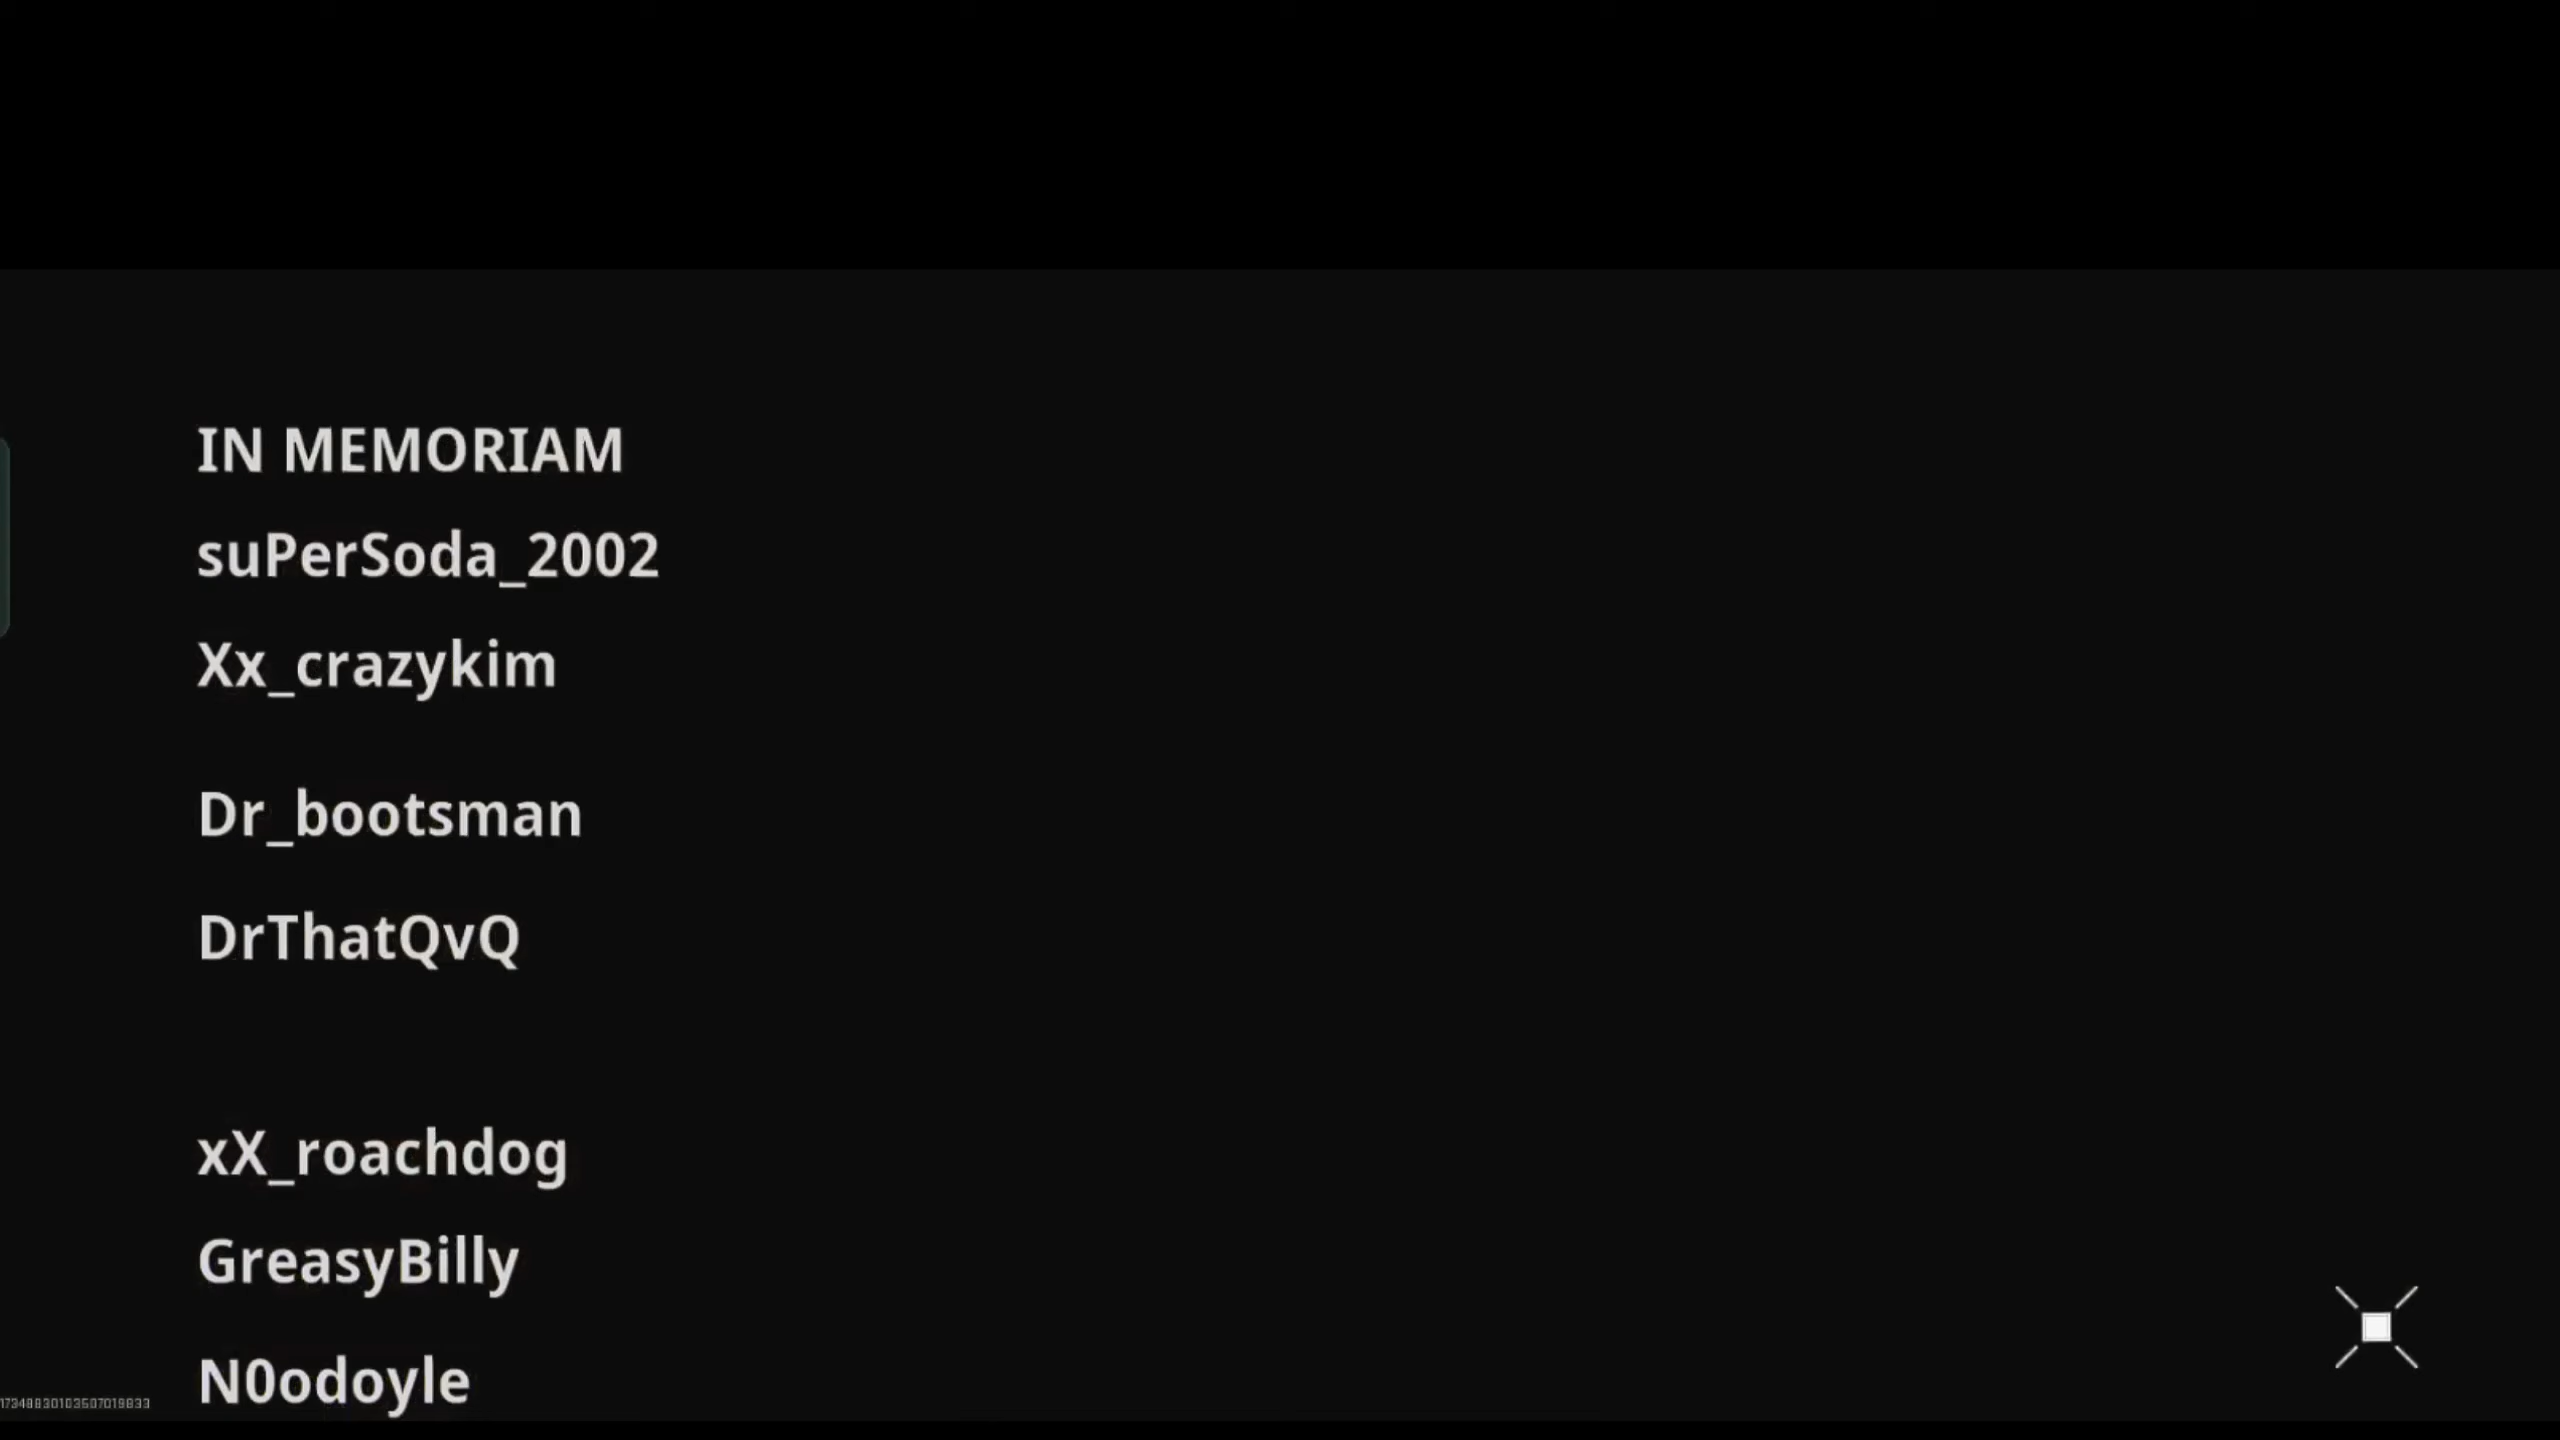 IN MEMORIAM
suPerSoda_2002
Xx_crazykim
Dr_bootsman
DrThatQvQ
xX_roachdog
GreasyBilly
N0odoyle